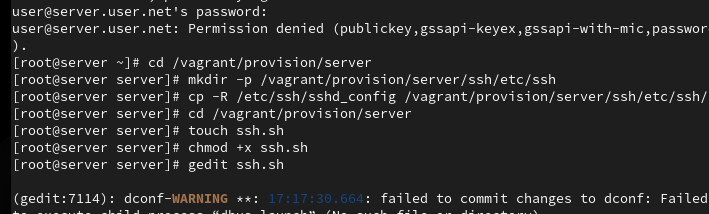 user@server.user.net's password:
user@server.user.net: Permission denied (publickey,gssapi-keyex,gssapi-with-mic,passwor
).
[root@server ~]# cd /vagrant/provision/server
[root@server server]# mkdir -p /vagrant/provision/server/ssh/etc/ssh
[root@server server]# cp -R /etc/ssh/sshd_config /vagrant/provision/server/ssh/etc/ssh/
[root@server server]# cd /vagrant/provision/server
[root@server server]# touch ssh.sh
[root@server server]# chmod +x ssh.sh
[root@server server]# gedit ssh.sh
(gedit:7114): dconf-WARNING **: 17:17:30.664: failed to commit changes to dconf: Failed
to execute child process “dbus-launch” (No such file or directory)